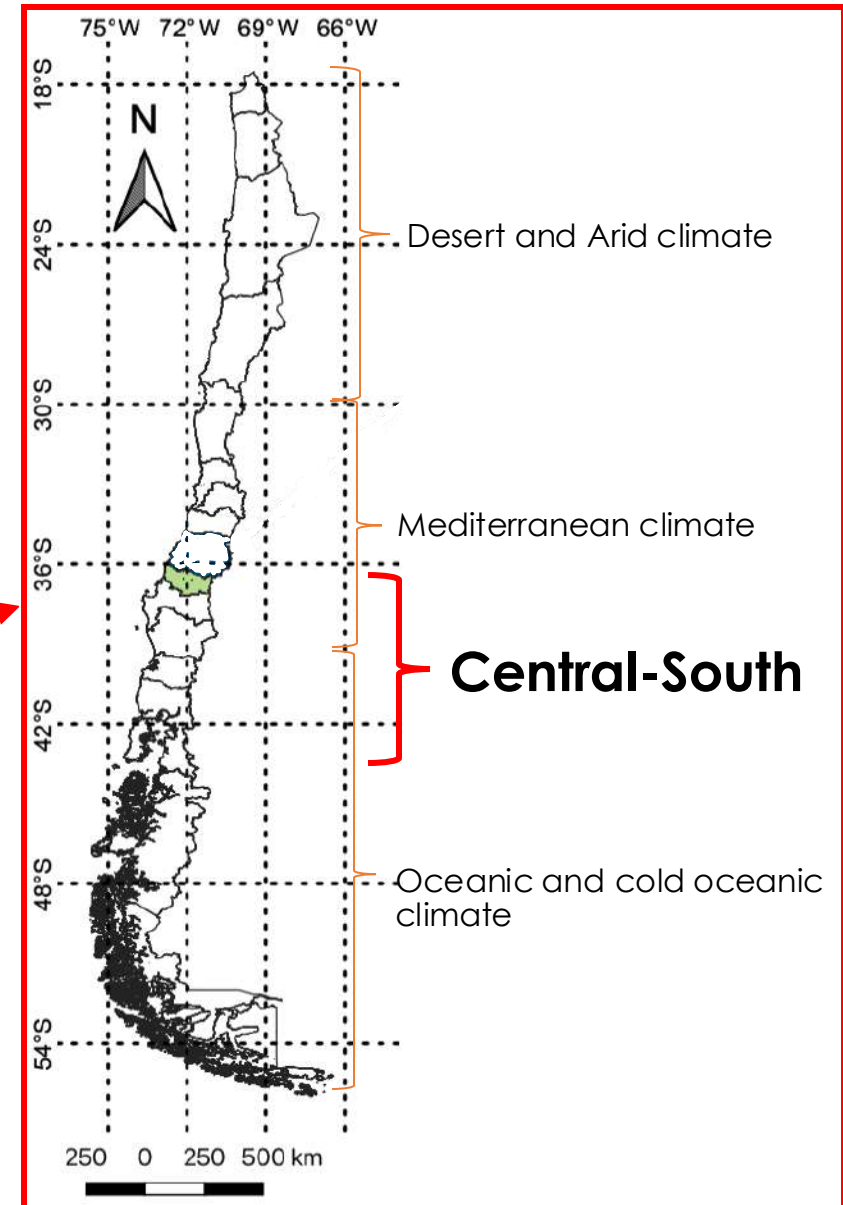 75°W 72°W 69°W 66°W
18°S
N
24°S
Desert and Arid climate
30°S
Mediterranean climate
36°S
Central-South
42°S
48°S
Oceanic and cold oceanic
climate
54°S
250 0 250 500 km